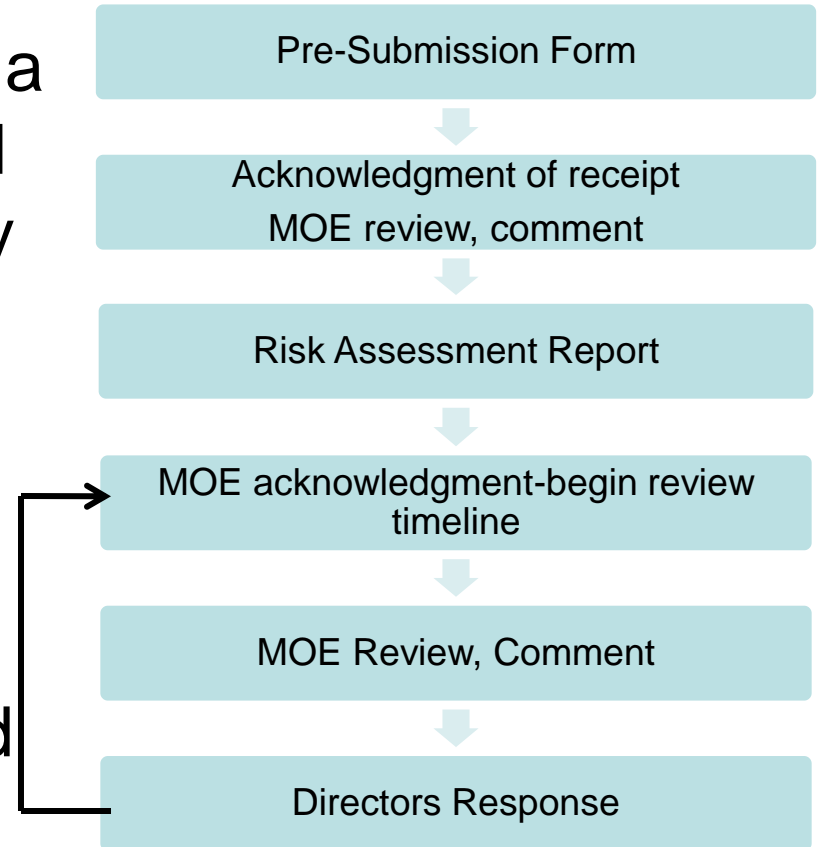 a
Pre-Submission Form
Acknowledgment of receipt
MOE review, comment
Risk Assessment Report
MOE acknowledgment-begin review
timeline
MOE Review, Comment
Directors Response